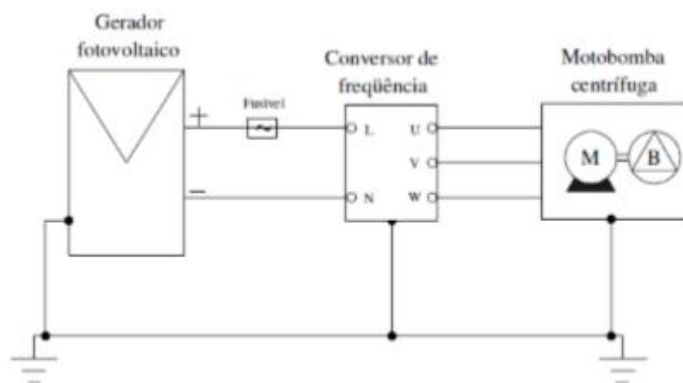 Gerador
fotovoltaico
Conversor de
freqüência
Motobomba
centrífuga
Fusível
+
L
U
M
B
V
−
N
W